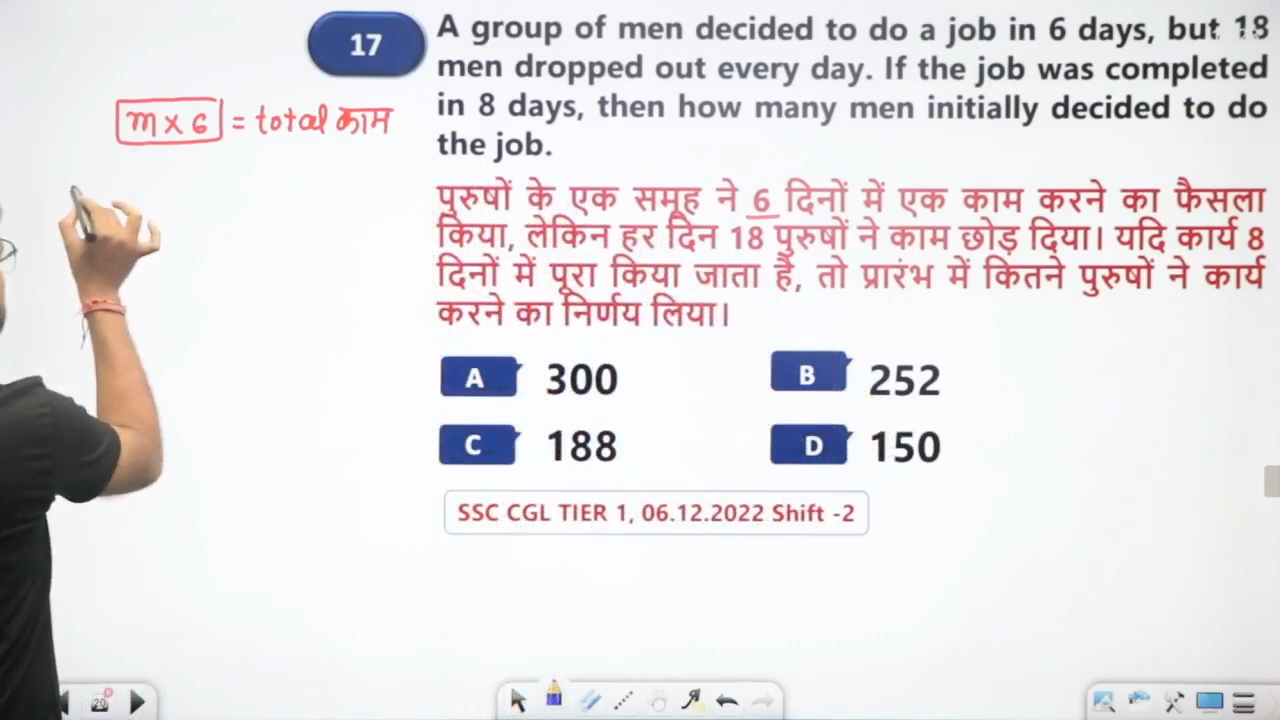 17
A group of men decided to do a job in 6 days, but 18
men dropped out every day. If the job was completed
in 8 days, then how many men initially decided to do
the job.
m x 6 = total काम
पुरुषों के एक समूह ने 6 दिनों में एक काम करने का फैसला
किया, लेकिन हर दिन 18 पुरुषों ने काम छोड़ दिया। यदि कार्य 8
दिनों में पूरा किया जाता है, तो प्रारंभ में कितने पुरुषों ने कार्य
करने का निर्णय लिया।
A 300
B 252
C 188
D 150
SSC CGL TIER 1, 06.12.2022 Shift -2
20